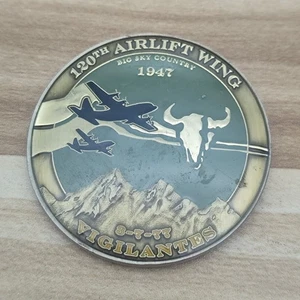 120TH AIRLIFT WING
BIG SKY COUNTRY
1947
3-7-77
VIGILANTES